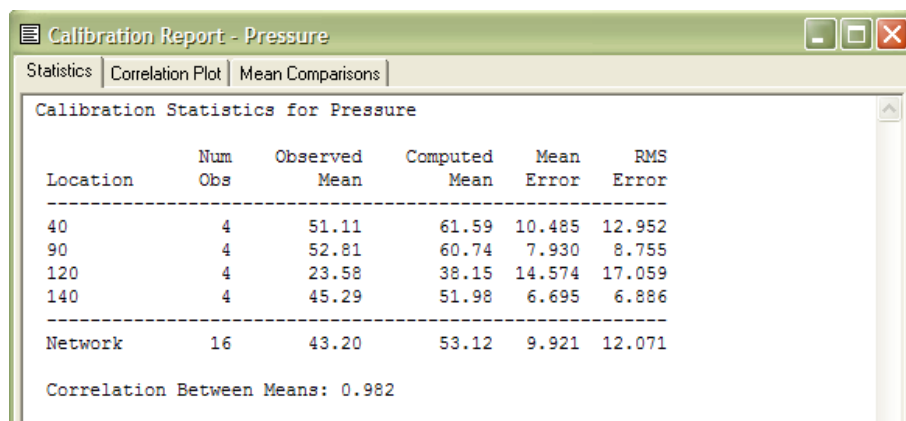 Calibration Report - Pressure
Statistics Correlation Plot Mean Comparisons
Calibration Statistics for Pressure
Num Observed Computed Mean RMS
Location Obs Mean Mean Error Error
----------------------------------------------------------
40 4 51.11 61.59 10.485 12.952
90 4 52.81 60.74 7.930 8.755
120 4 23.58 38.15 14.574 17.059
140 4 45.29 51.98 6.695 6.886
----------------------------------------------------------
Network 16 43.20 53.12 9.921 12.071
Correlation Between Means: 0.982